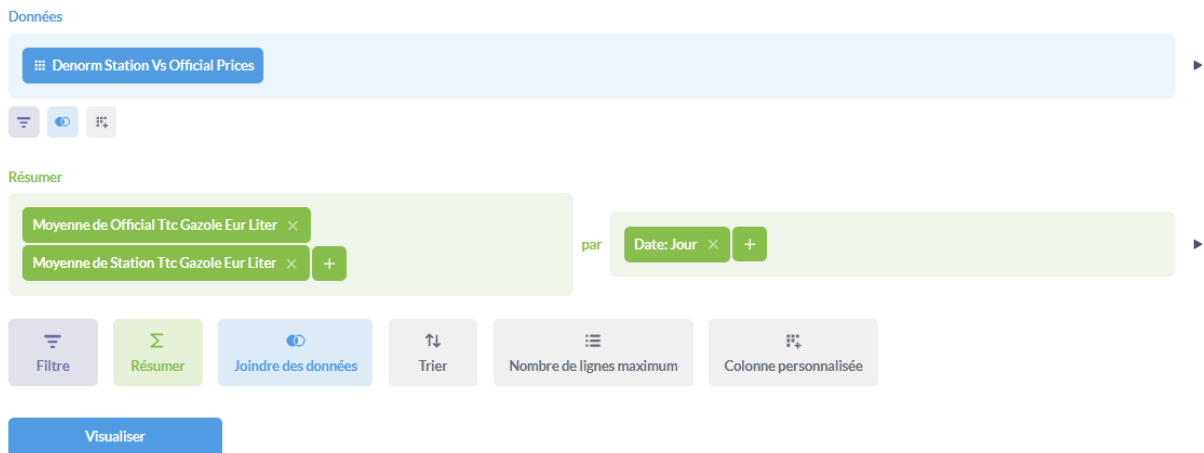 Données
Denorm Station Vs Official Prices
Résumer
Moyenne de Official Ttc Gazole Eur Liter ×
Moyenne de Station Ttc Gazole Eur Liter × +
par
Date: Jour × +
Filtre
Résumer
Joindre des données
Trier
Nombre de lignes maximum
Colonne personnalisée
Visualiser